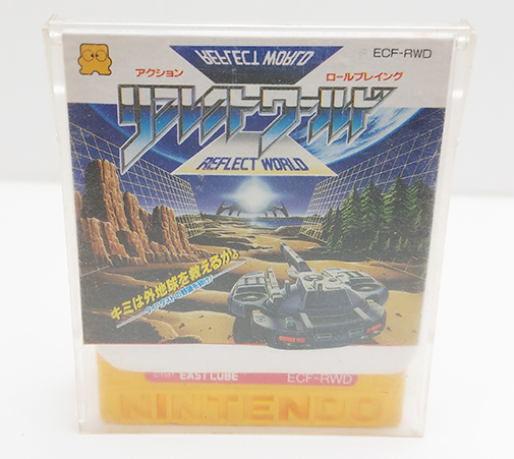 REFLECT WORLD
ECF-RWD
アクション
ロールプレイング
リフレクトワールド
REFLECT WORLD
キミは外地球を救えるか。
EAST CUBE
ECF-RWD
NINTENDO